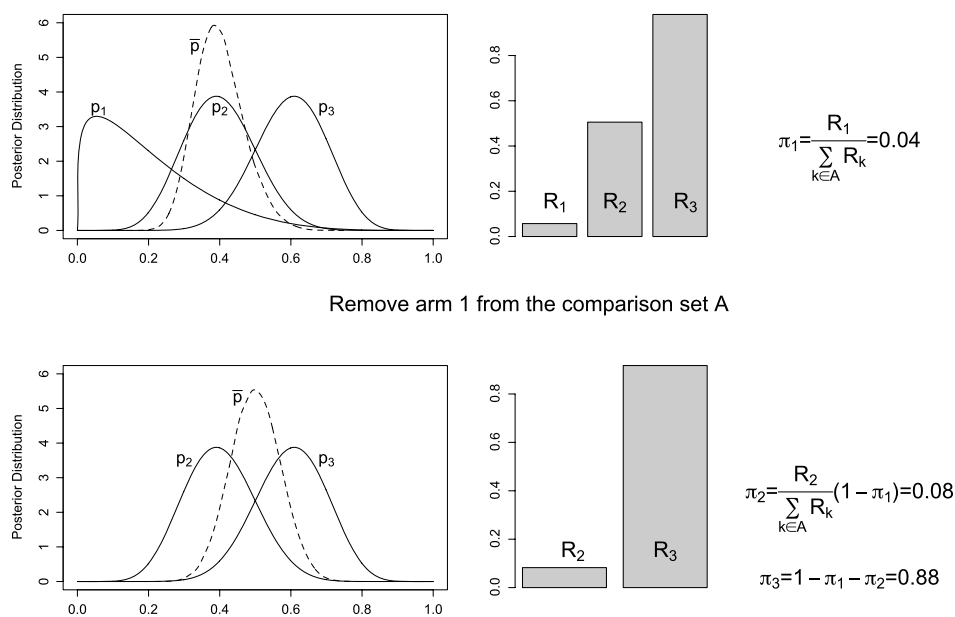 Posterior Distribution
6
5
4
3
2
1
0
p̅
p₁
p₂
p₃
0.0 0.2 0.4 0.6 0.8 1.0
0.8
0.6
0.4
0.2
0.0
R₁ R₂ R₃
π₁=R₁/∑k∈A Rₖ=0.04
Remove arm 1 from the comparison set A
Posterior Distribution
6
5
4
3
2
1
0
p̅
p₂
p₃
0.0 0.2 0.4 0.6 0.8 1.0
0.8
0.6
0.4
0.2
0.0
R₂ R₃
π₂=R₂/∑k∈A Rₖ(1−π₁)=0.08
π₃=1−π₁−π₂=0.88